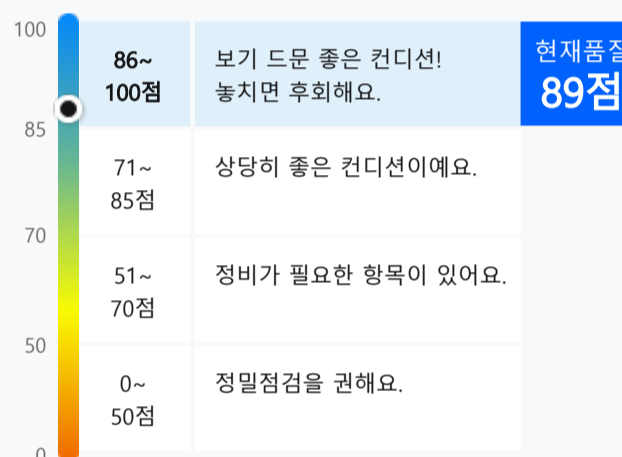 100
86~
100점
보기 드문 좋은 컨디션!
놓치면 후회해요.
현재품질
89점
85
71~
85점
상당히 좋은 컨디션이예요.
70
51~
70점
정비가 필요한 항목이 있어요.
50
0~
50점
정밀점검을 권해요.
0